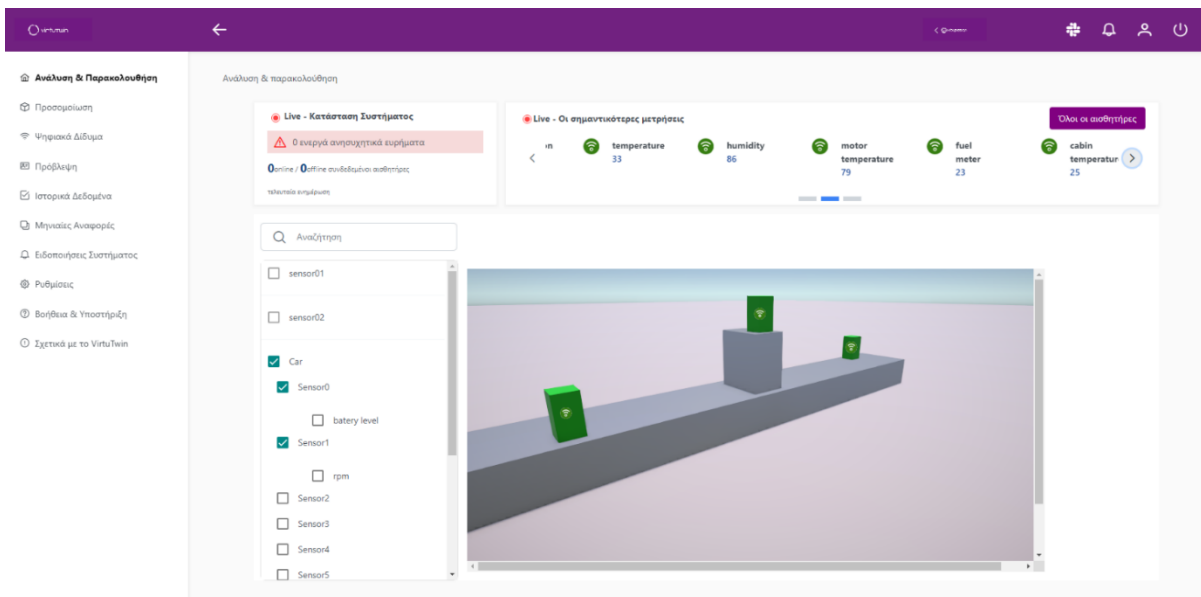 virtutwin
Ανάλυση & Παρακολουθήση
Προσομοίωση
Ψηφιακά Δίδυμα
Πρόβλεψη
Ιστορικά Δεδομένα
Μηνιαίες Αναφορές
Ειδοποιήσεις Συστήματος
Ρυθμίσεις
Βοήθεια & Υποστήριξη
Σχετικά με το VirtuTwin
Ανάλυση & παρακολούθηση
Live - Κατάσταση Συστήματος
0 ενεργά ανησυχητικά ευρήματα
0online / 0offline συνδεδεμένοι αισθητήρες
τελευταία ενημέρωση
Live - Οι σημαντικότερες μετρήσεις
Όλοι οι αισθητήρες
temperature
33
humidity
86
motor
temperature
79
fuel
meter
23
cabin
temperatur
25
Αναζήτηση
sensor01
sensor02
Car
Sensor0
batery level
Sensor1
rpm
Sensor2
Sensor3
Sensor4
Sensor5